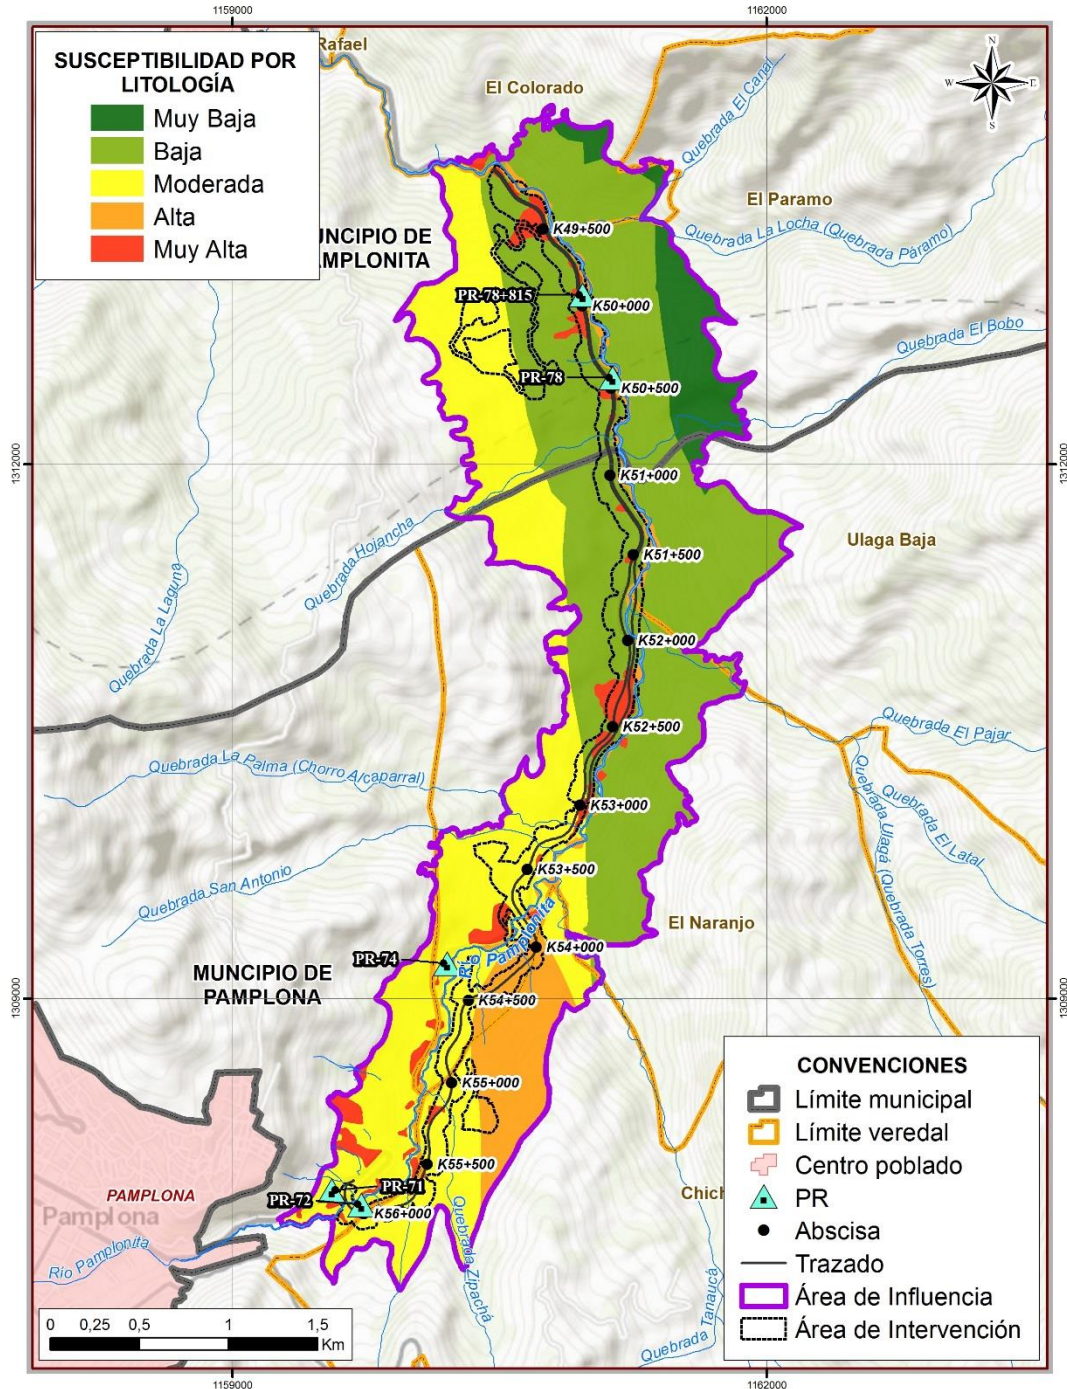 1159000
1162000
SUSCEPTIBILIDAD POR
LITOLOGÍA
Muy Baja
Baja
Moderada
Alta
Muy Alta
Rafael
El Colorado
N
W
E
S
Quebrada El Canal
El Paramo
Quebrada La Locha (Quebrada Páramo)
UNCIPIO DE
AMPLONITA
K49+500
PR-78+815
K50+000
Quebrada El Bobo
PR-78
K50+500
1312000
1312000
K51+000
Quebrada Hojancha
Ulaga Baja
K51+500
Quebrada La Laguna
K52+000
K52+500
Quebrada El Pajar
Quebrada La Palma (Chorro Alcaparral)
K53+000
Quebrada El Latal
Quebrada Ulagá (Quebrada Torres)
K53+500
Quebrada San Antonio
El Naranjo
Río Pamplonita
K54+000
PR-74
MUNCIPIO DE
PAMPLONA
K54+500
1309000
1309000
K55+000
K55+500
PAMPLONA
Pamplona
PR-71
PR-72
K56+000
Chich
Río Pamplonita
Quebrada Zipachá
Quebrada Tanaucá
CONVENCIONES
Límite municipal
Límite veredal
Centro poblado
PR
Abscisa
Trazado
Área de Influencia
Área de Intervención
0 0,25 0,5 1 1,5
Km
1159000
1162000